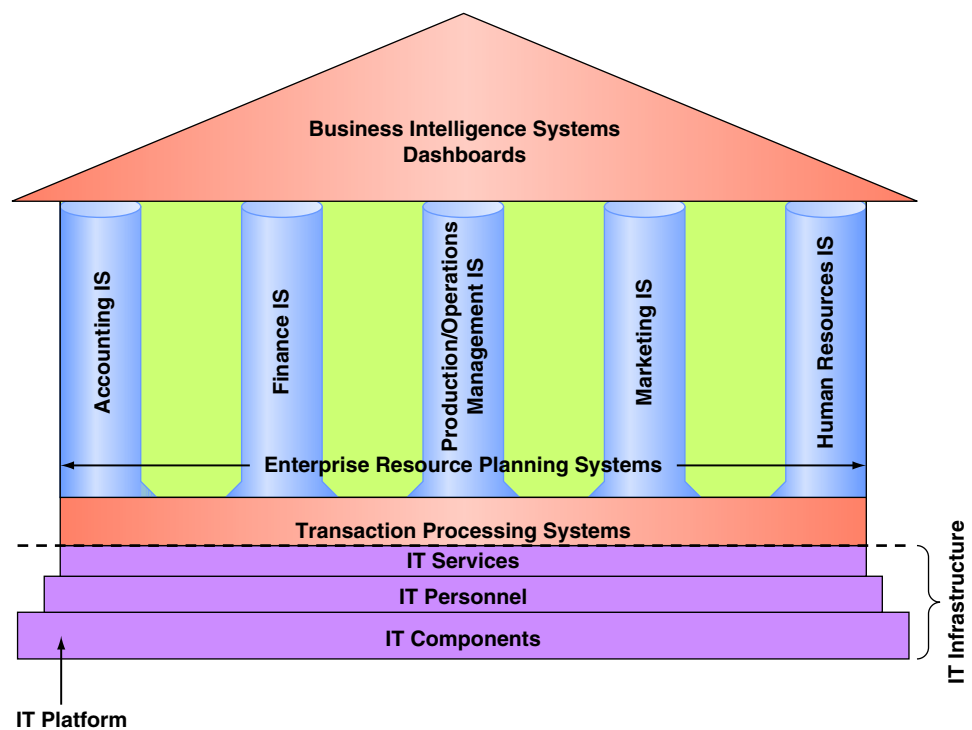 Business Intelligence Systems
Dashboards
Accounting IS
Finance IS
Production/Operations
Management IS
Marketing IS
Human Resources IS
Enterprise Resource Planning Systems
Transaction Processing Systems
IT Services
IT Personnel
IT Components
IT Infrastructure
IT Platform